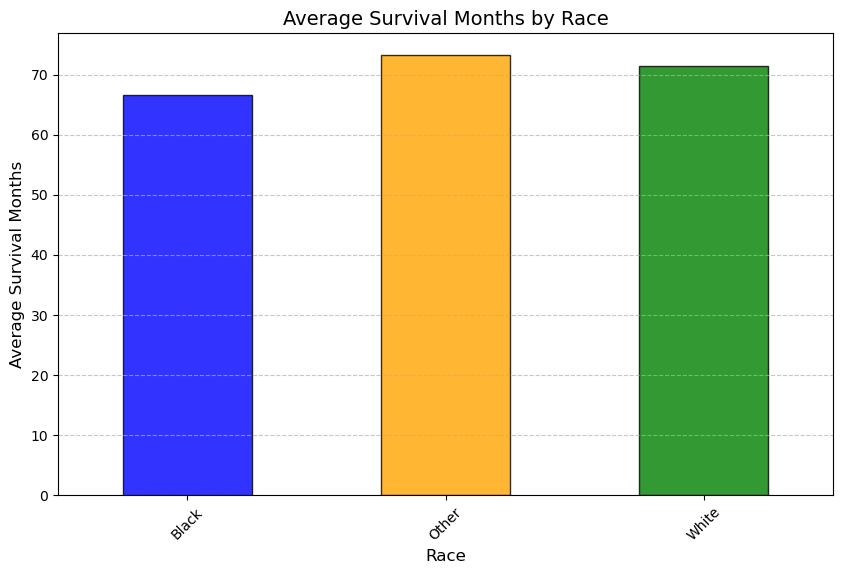 Average Survival Months by Race
Average Survival Months
70
60
50
40
30
20
10
0
Black
Other
White
Race